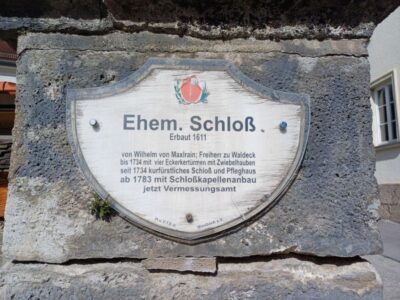 Ehem. Schloß
Erbaut 1611
von Wilhelm von Maxlrain; Freiherr zu Waldeck
bis 1734 mit vier Eckerkertürmen mit Zwiebelhauben
seit 1734 kurfürstliches Schloß und Pfleghaus
ab 1783 mit Schloßkapellenanbau
jetzt Vermessungsamt